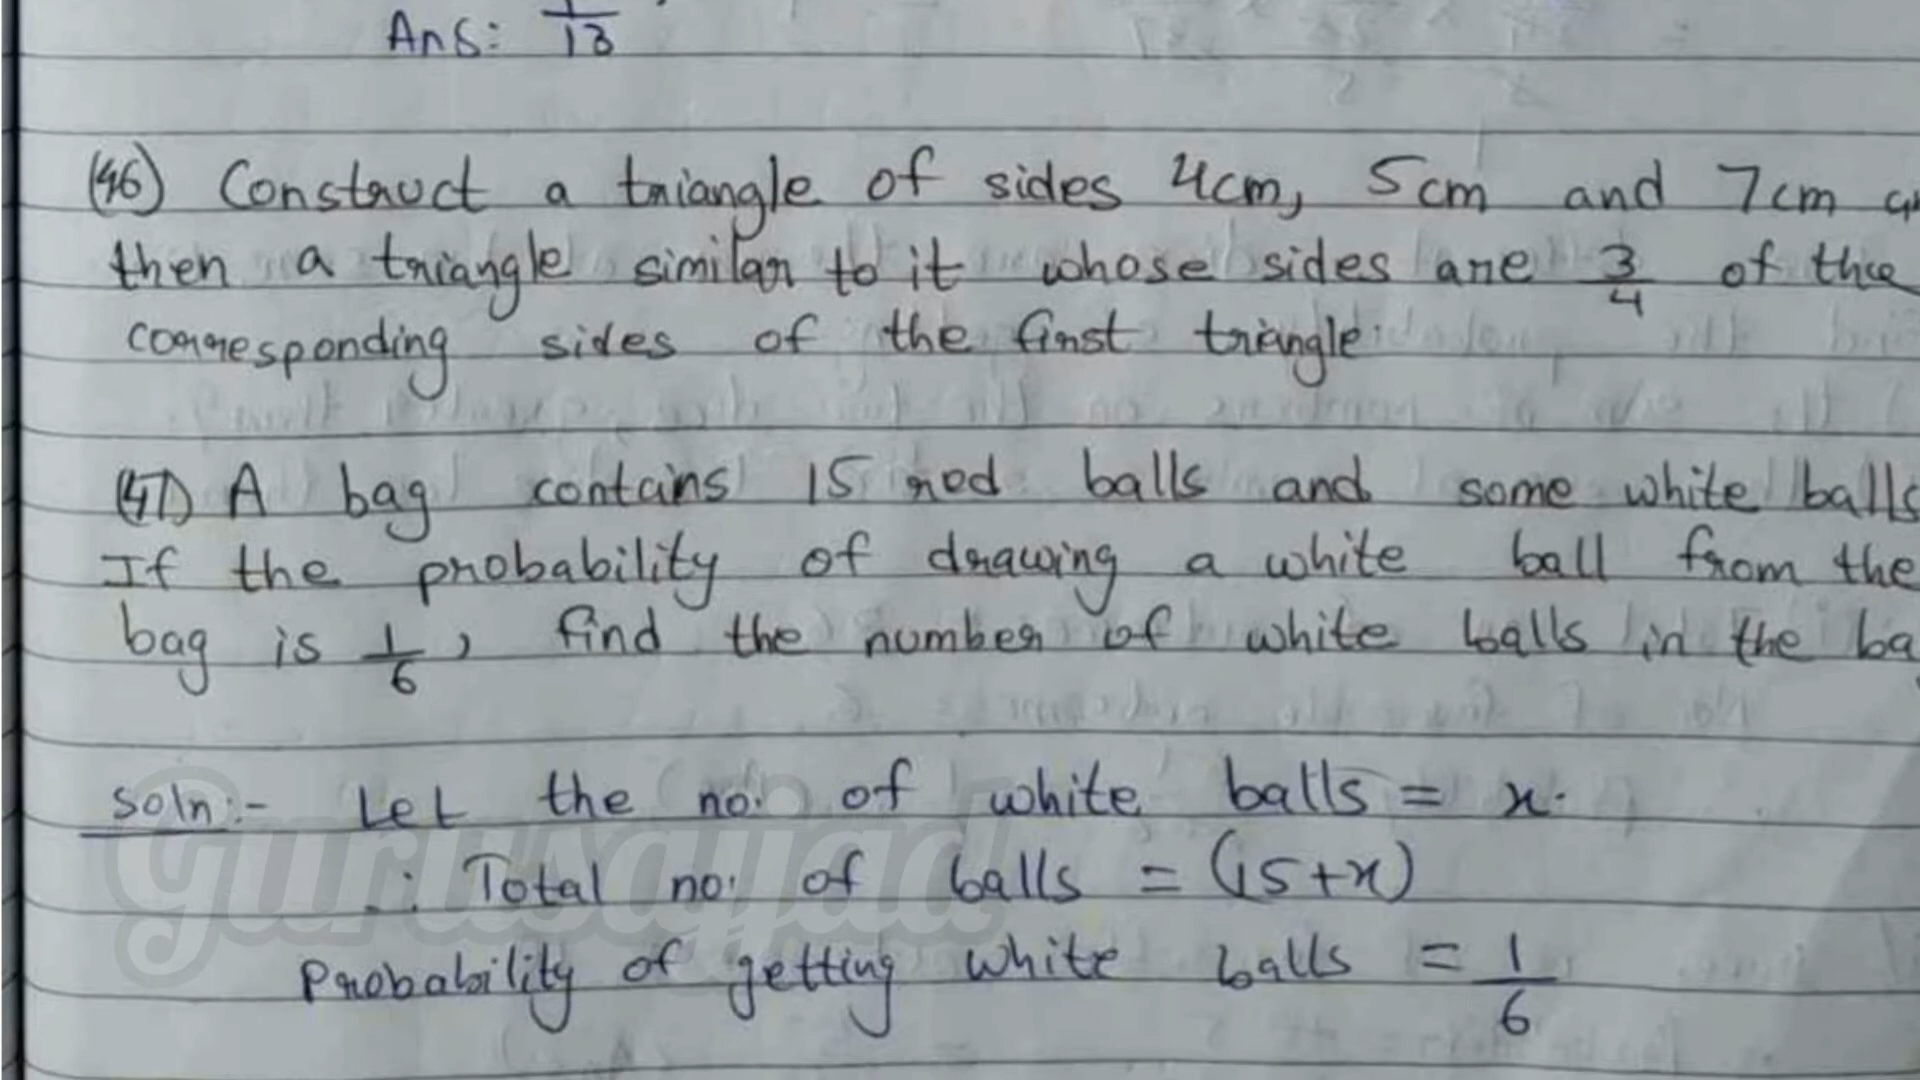 Ans: 1/13
(46) Construct a triangle of sides 4cm, 5cm and 7cm
then a triangle similar to it whose sides are 3/4 of the
corresponding sides of the first triangle.
(47) A bag contains 15 red balls and some white balls
If the probability of drawing a white ball from the
bag is 1/6, find the number of white balls in the ba
Soln:- Let the no. of white balls = x.
∴ Total no. of balls = (15+x)
Probability of getting white balls = 1/6
gurusayjad